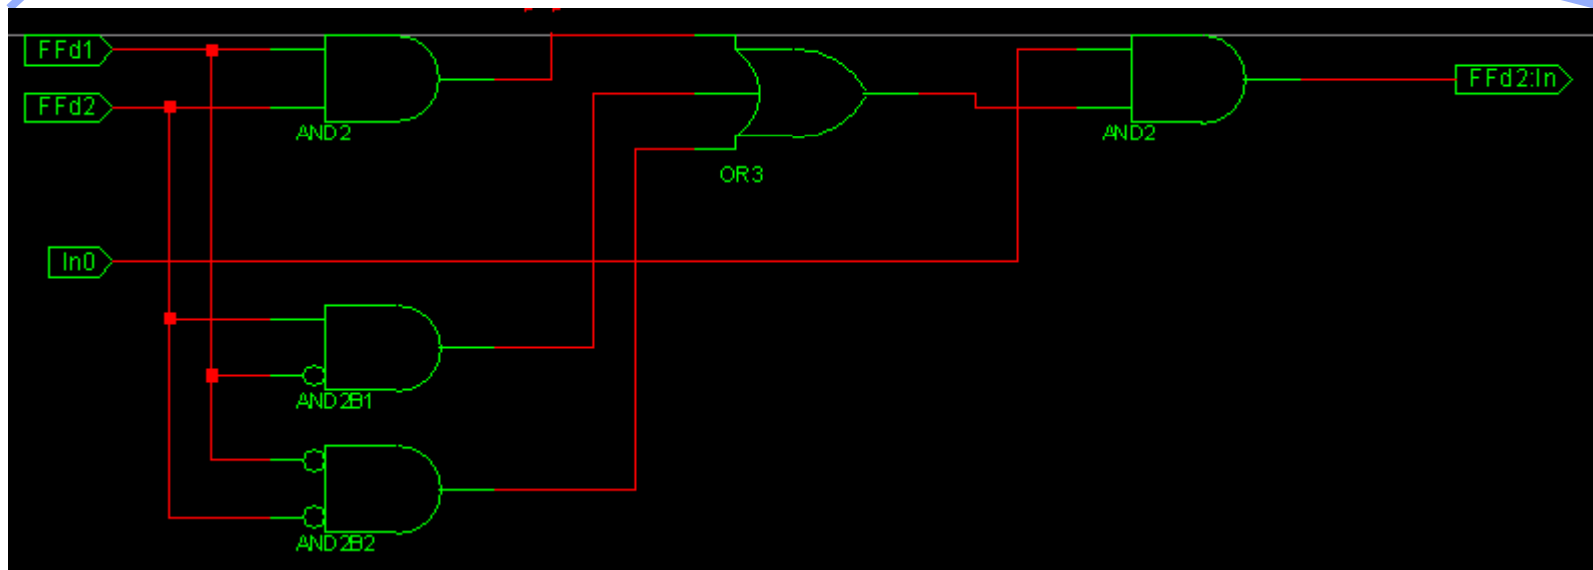 FFd1
FFd2
AND2
OR3
AND2
FFd2:In
In0
AND2B1
AND2B2